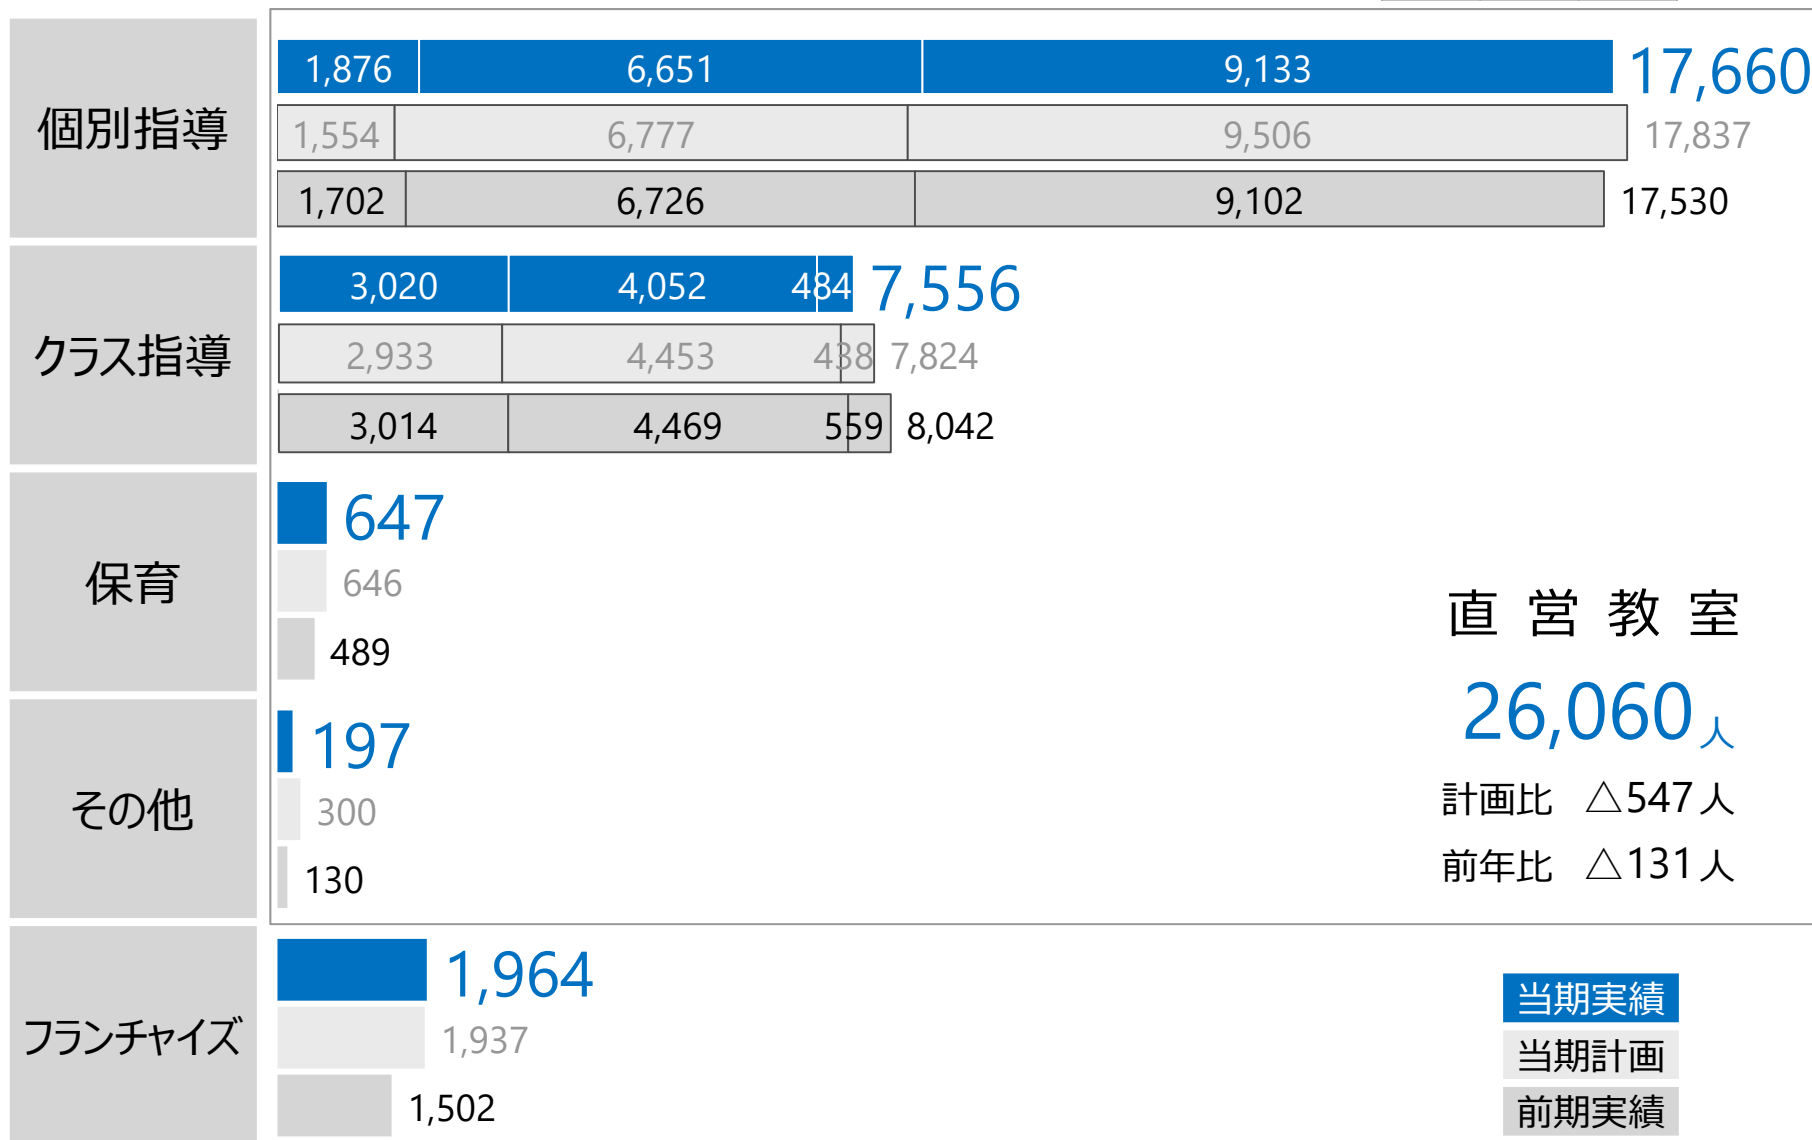 個別指導
1,876 6,651 9,133 17,660
1,554 6,777 9,506 17,837
1,702 6,726 9,102 17,530
クラス指導
3,020 4,052 484 7,556
2,933 4,453 438 7,824
3,014 4,469 559 8,042
保育
647
646
489
その他
197
300
130
直営教室
26,060人
計画比 △547人
前年比 △131人
フランチャイズ
1,964
1,937
1,502
当期実績
当期計画
前期実績